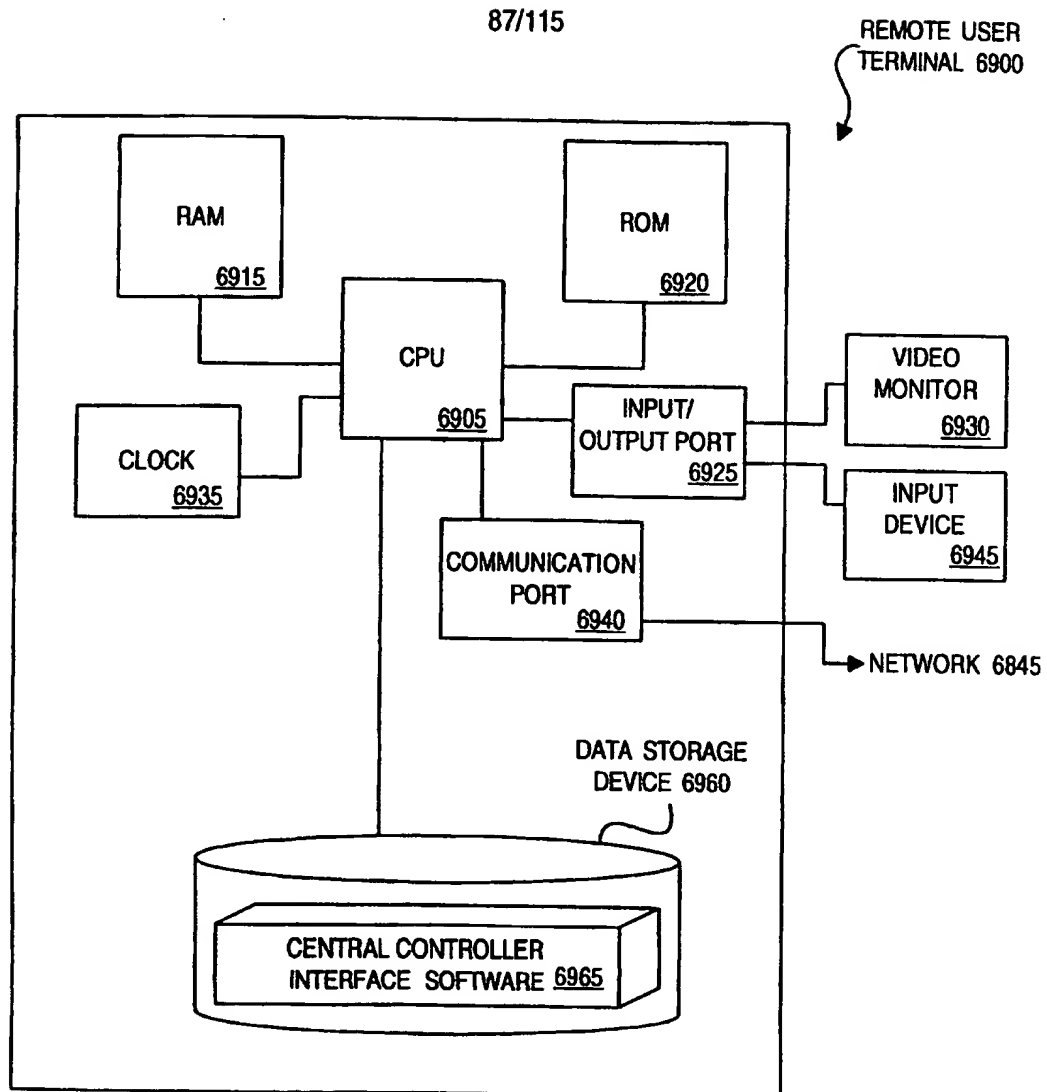 87/115
REMOTE USER
TERMINAL 6900
RAM
6915
ROM
6920
CPU
6905
CLOCK
6935
INPUT/
OUTPUT PORT
6925
VIDEO
MONITOR
6930
INPUT
DEVICE
6945
COMMUNICATION
PORT
6940
NETWORK 6845
DATA STORAGE
DEVICE 6960
CENTRAL CONTROLLER
INTERFACE SOFTWARE 6965